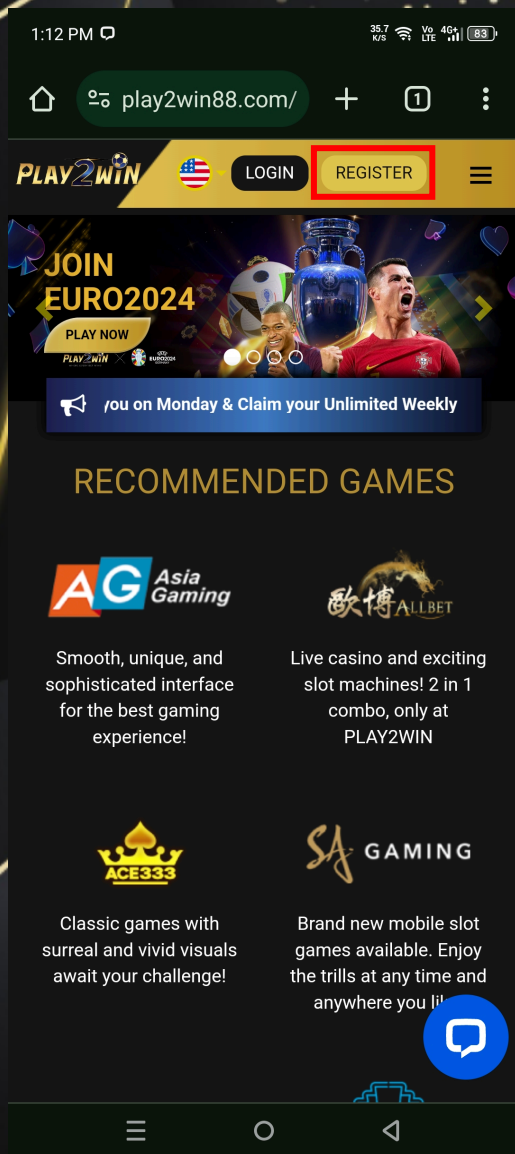 1:12 PM
35.7 K/S
Vo LTE
4G+
83
play2win88.com/
1
PLAY2WIN
LOGIN
REGISTER
JOIN
EURO2024
PLAY NOW
PLAY2WIN
EURO2024
you on Monday & Claim your Unlimited Weekly
RECOMMENDED GAMES
AG Asia
Gaming
歐博 ALLBET
Smooth, unique, and
sophisticated interface
for the best gaming
experience!
Live casino and exciting
slot machines! 2 in 1
combo, only at
PLAY2WIN
ACE333
SA GAMING
Classic games with
surreal and vivid visuals
await your challenge!
Brand new mobile slot
games available. Enjoy
the trills at any time and
anywhere you li